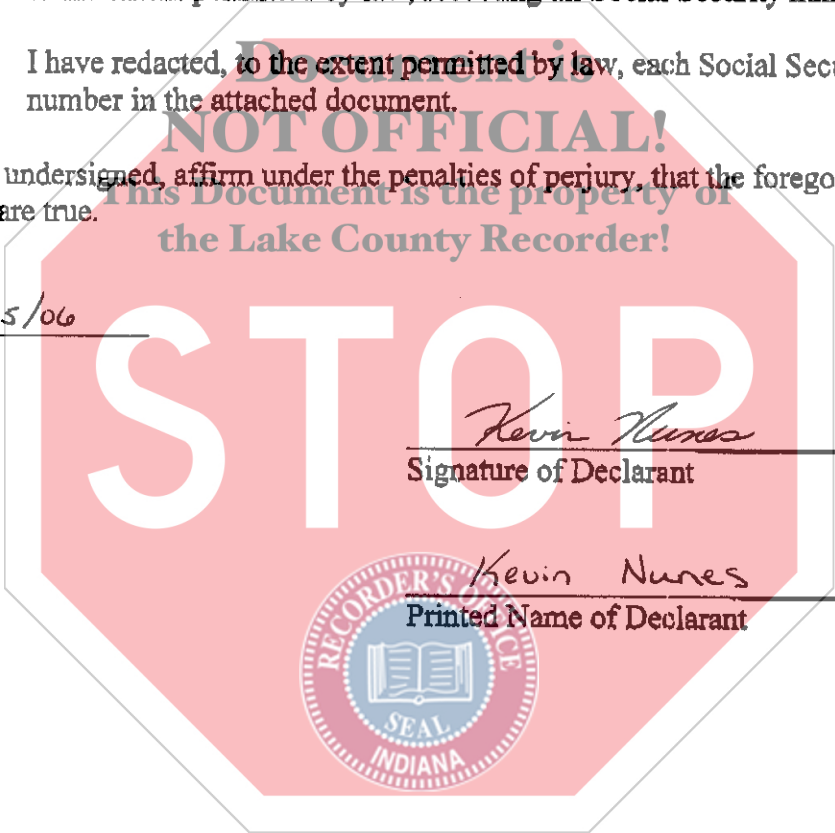 I have redacted, to the extent permitted by law, each Social Secu
number in the attached document.
undersigned, affirm under the penalties of perjury, that the forego
are true.
Document is
NOT OFFICIAL!
This Document is the property of
the Lake County Recorder!
5/06
STOP
Kevin Nunes
Signature of Declarant
Kevin Nunes
Printed Name of Declarant
RECORDER'S OFFICE
SEAL
INDIANA